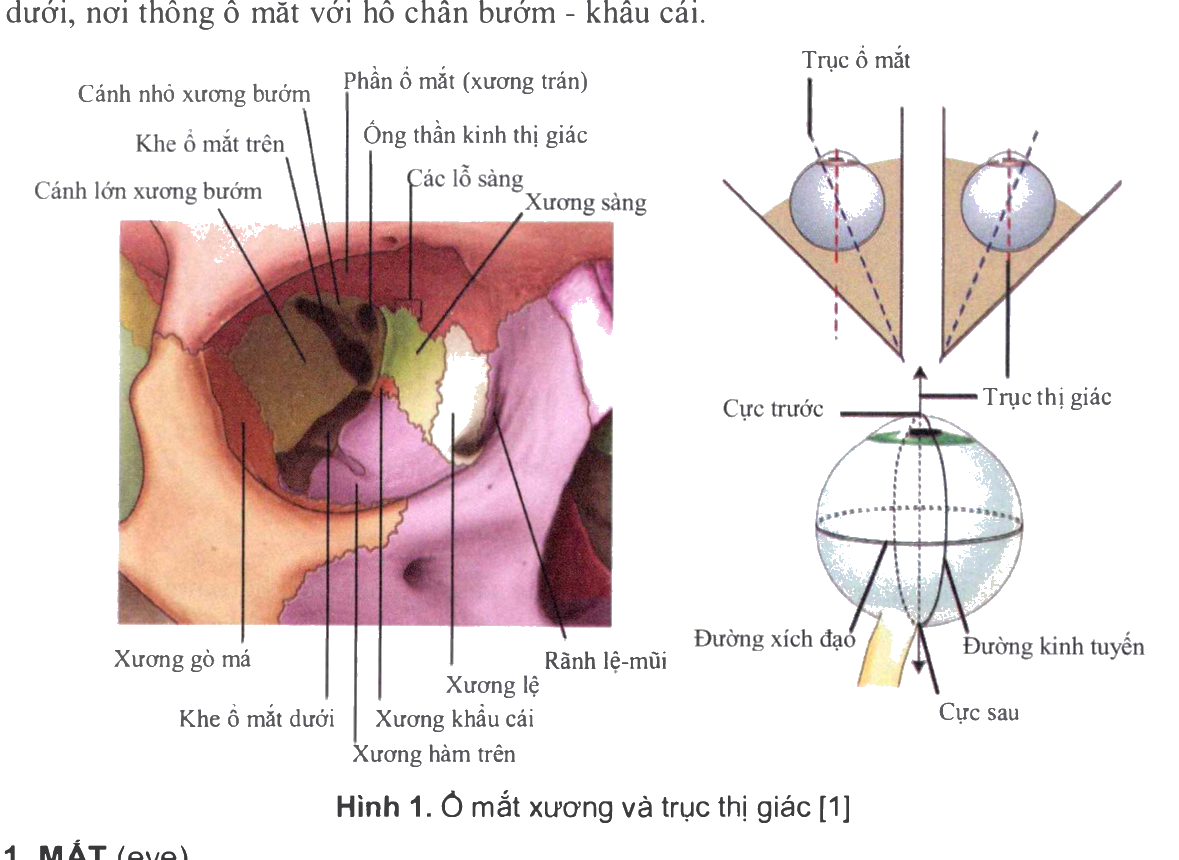 dưới, nơi thông ổ mắt với hố chân bướm - khẩu cái.
Trục ổ mắt
Phần ổ mắt (xương trán)
Cánh nhỏ xương bướm
Ống thần kinh thị giác
Khe ổ mắt trên
Các lỗ sàng
Cánh lớn xương bướm
Xương sàng
Trục thị giác
Cực trước
Đường xích đạo
Đường kinh tuyến
Xương gò má
Rãnh lệ-mũi
Xương lệ
Cực sau
Khe ổ mắt dưới
Xương khẩu cái
Xương hàm trên
Hình 1. Ổ mắt xương và trục thị giác [1]
1. MẮT (eye)